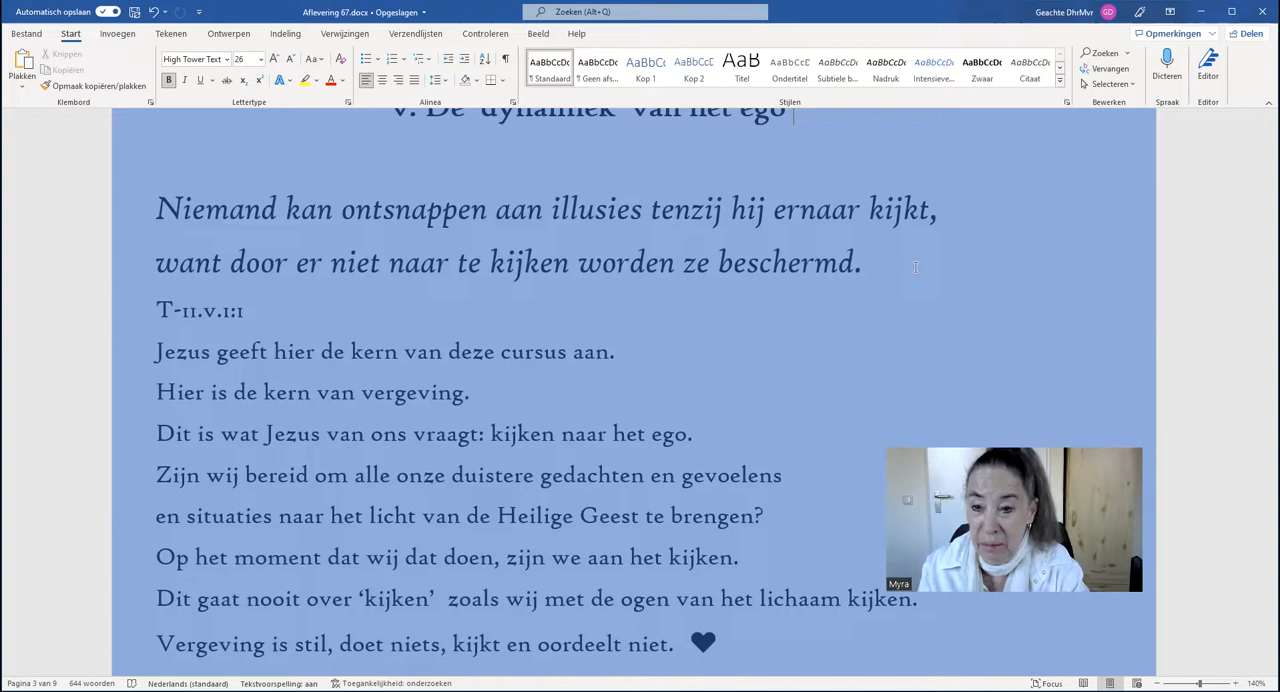 Automatisch opslaan
Aflevering 67.docx • Opgeslagen
Zoeken (Alt+Q)
Geachte DhrMvr
GD
Bestand Start Invoegen Tekenen Ontwerpen Indeling Verwijzingen Verzendlijsten Controleren Beeld Help
Opmerkingen Delen
Plakken
Knippen
Kopiëren
Opmaak kopiëren/plakken
Klembord
High Tower Text 26
Lettertype
Alinea
AaBbCcDc AaBbCcDc AaBbCcDc AaBbCcD AaB AaBbCcDc AaBbCcDc AaBbCcDc AaBbCcDc AaBbCcDc AaBbCcDc
¶ Standaard ¶ Geen afs... Kop 1 Kop 2 Titel Ondertitel Subtiele b... Nadruk Intensieve... Zwaar Citaat
Stijlen
Zoeken
Vervangen
Selecteren
Bewerken
Dicteren
Spraak
Editor
Editor
V. De ‘dynamiek’ van het ego
Niemand kan ontsnappen aan illusies tenzij hij ernaar kijkt,
want door er niet naar te kijken worden ze beschermd.
T-11.v.1:1
Jezus geeft hier de kern van deze cursus aan.
Hier is de kern van vergeving.
Dit is wat Jezus van ons vraagt: kijken naar het ego.
Zijn wij bereid om alle onze duistere gedachten en gevoelens
en situaties naar het licht van de Heilige Geest te brengen?
Op het moment dat wij dat doen, zijn we aan het kijken.
Dit gaat nooit over ‘kijken’ zoals wij met de ogen van het lichaam kijken.
Vergeving is stil, doet niets, kijkt en oordeelt niet.
Myra
Pagina 3 van 9 644 woorden Nederlands (standaard) Tekstvoorspelling: aan Toegankelijkheid: onderzoeken
Focus 140%